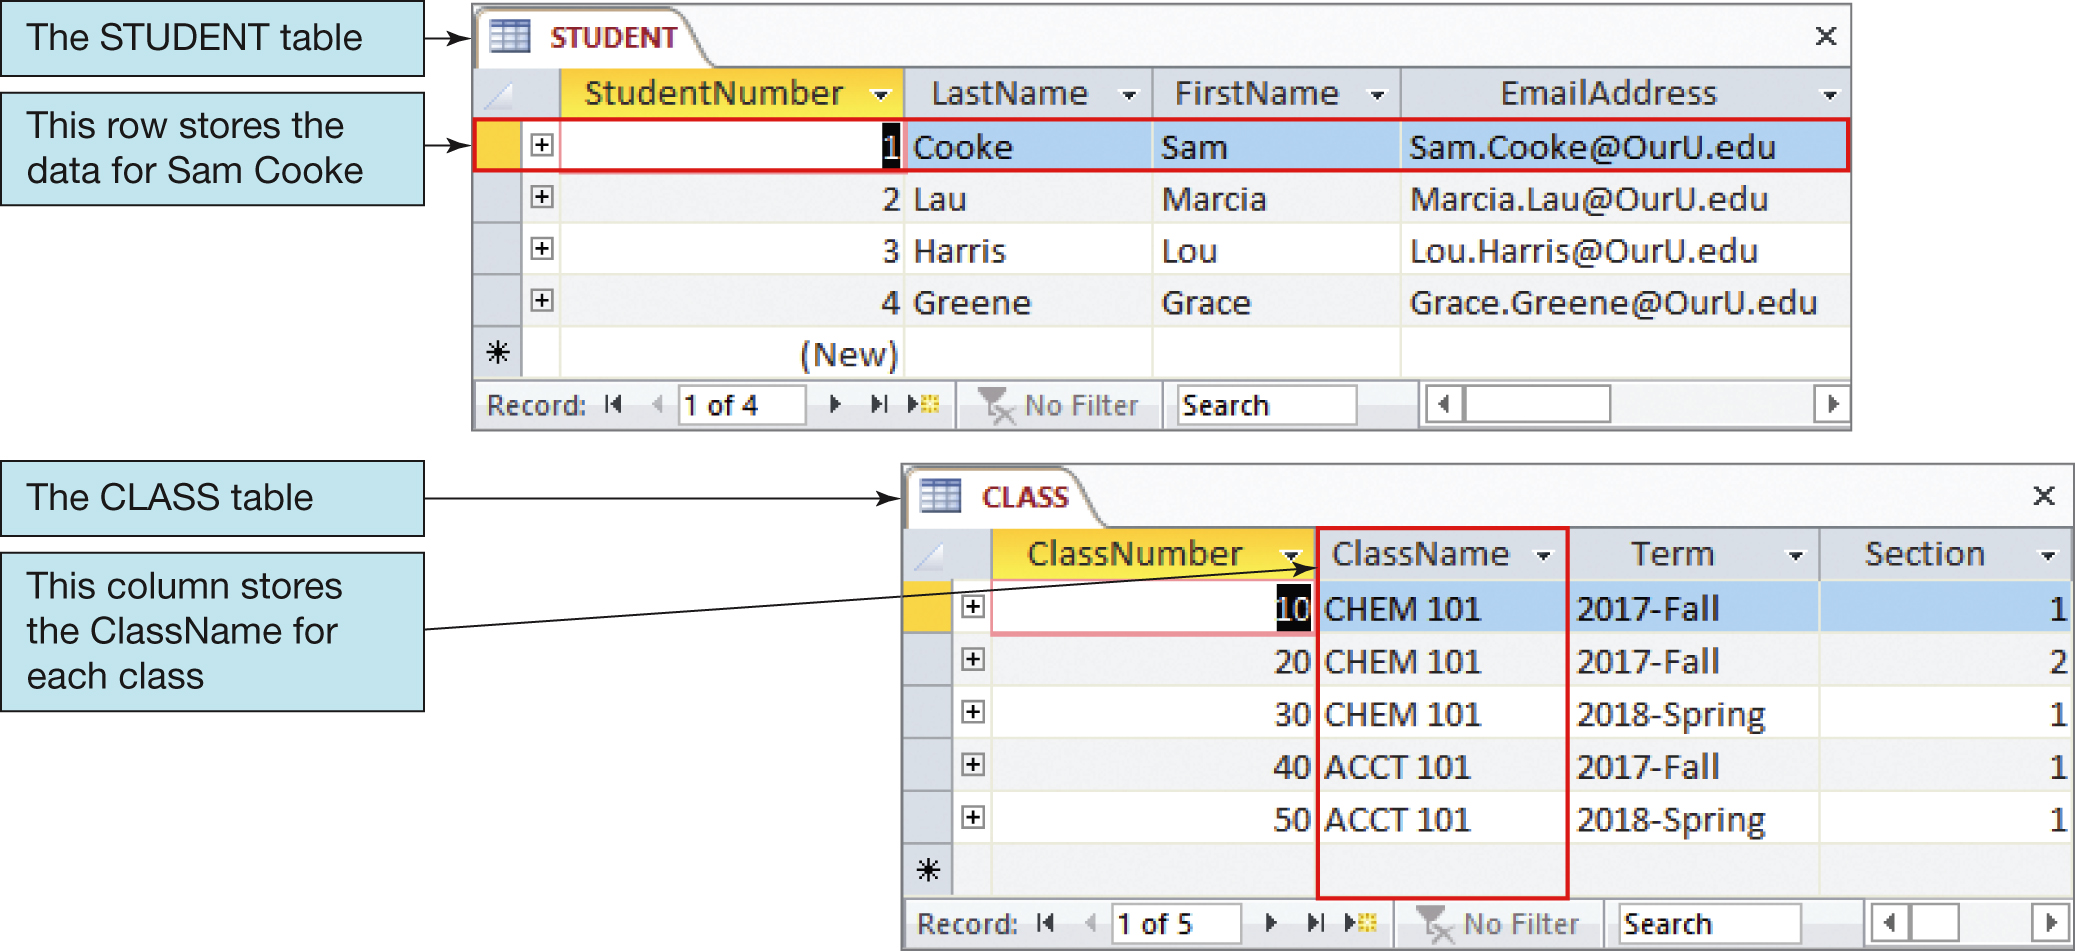 The STUDENT table
STUDENT
StudentNumber LastName FirstName EmailAddress
This row stores the
data for Sam Cooke
1 Cooke Sam Sam.Cooke@OurU.edu
2 Lau Marcia Marcia.Lau@OurU.edu
3 Harris Lou Lou.Harris@OurU.edu
4 Greene Grace Grace.Greene@OurU.edu
(New)
Record: 1 of 4 No Filter Search
The CLASS table
CLASS
ClassNumber ClassName Term Section
This column stores
the ClassName for
each class
10 CHEM 101 2017-Fall 1
20 CHEM 101 2017-Fall 2
30 CHEM 101 2018-Spring 1
40 ACCT 101 2017-Fall 1
50 ACCT 101 2018-Spring 1
Record: 1 of 5 No Filter Search